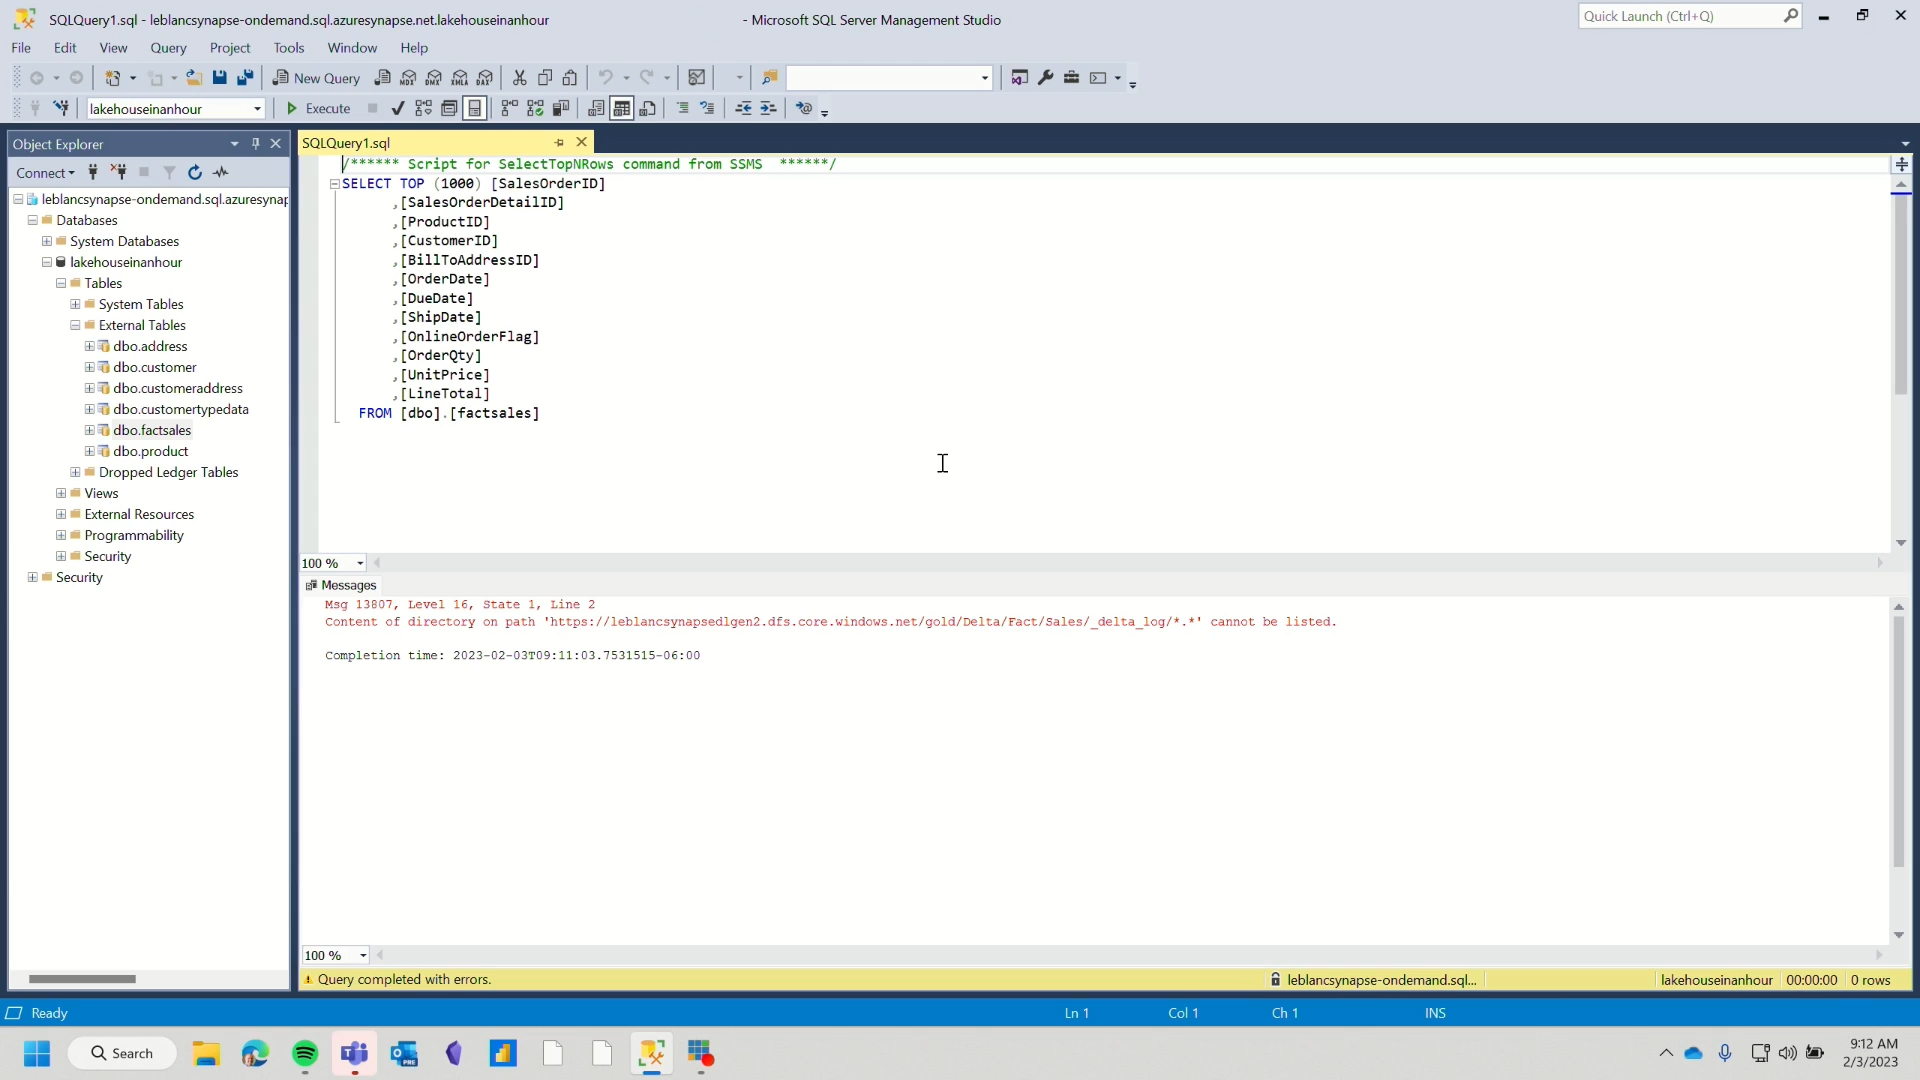 SQLQuery1.sql - leblancsynapse-ondemand.sql.azuresynapse.net.lakehouseinanhour - Microsoft SQL Server Management Studio
Quick Launch (Ctrl+Q)
File Edit View Query Project Tools Window Help
New Query MDX DMX XMLA DAX
lakehouseinanhour Execute
Object Explorer
Connect
leblancsynapse-ondemand.sql.azuresynap
Databases
System Databases
lakehouseinanhour
Tables
System Tables
External Tables
dbo.address
dbo.customer
dbo.customeraddress
dbo.customertypedata
dbo.factsales
dbo.product
Dropped Ledger Tables
Views
External Resources
Programmability
Security
Security
SQLQuery1.sql
/****** Script for SelectTopNRows command from SSMS ******/
SELECT TOP (1000) [SalesOrderID]
,[SalesOrderDetailID]
,[ProductID]
,[CustomerID]
,[BillToAddressID]
,[OrderDate]
,[DueDate]
,[ShipDate]
,[OnlineOrderFlag]
,[OrderQty]
,[UnitPrice]
,[LineTotal]
FROM [dbo].[factsales]
100 %
Messages
Msg 13807, Level 16, State 1, Line 2
Content of directory on path 'https://leblancsynapsedlgen2.dfs.core.windows.net/gold/Delta/Fact/Sales/_delta_log/*.*' cannot be listed.
Completion time: 2023-02-03T09:11:03.7531515-06:00
100 %
Query completed with errors. leblancsynapse-ondemand.sql... lakehouseinanhour 00:00:00 0 rows
Ready Ln 1 Col 1 Ch 1 INS
Search
9:12 AM
2/3/2023